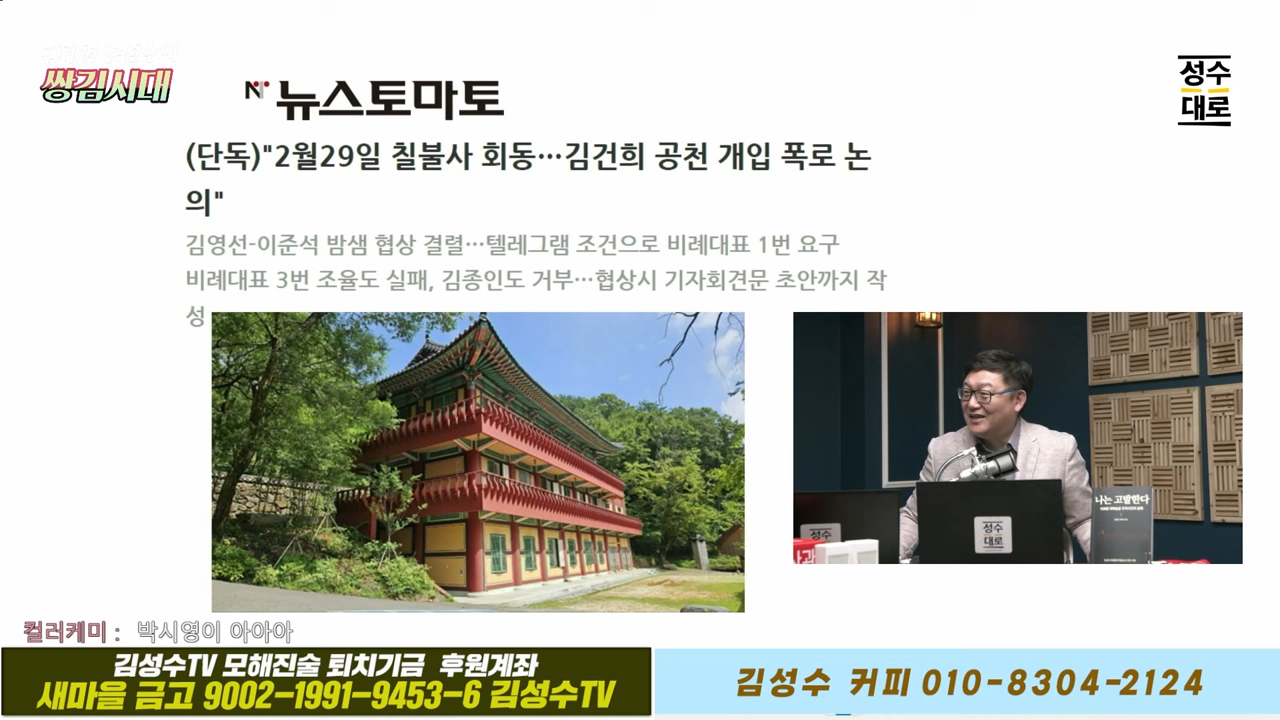 쌍김시대
성수
대로
뉴스토마토
(단독)"2월29일 칠불사 회동…김건희 공천 개입 폭로 논
의"
김영선-이준석 밤샘 협상 결렬…텔레그램 조건으로 비례대표 1번 요구
비례대표 3번 조율도 실패, 김종인도 거부…협상시 기자회견문 초안까지 작
성
나는 고발한다
성수
대로
성수
대로
컬러케미 : 박시영이 아아아
김성수TV 모해진술 퇴치기금 후원계좌
새마을 금고 9002-1991-9453-6 김성수TV
김성수 커피 010-8304-2124